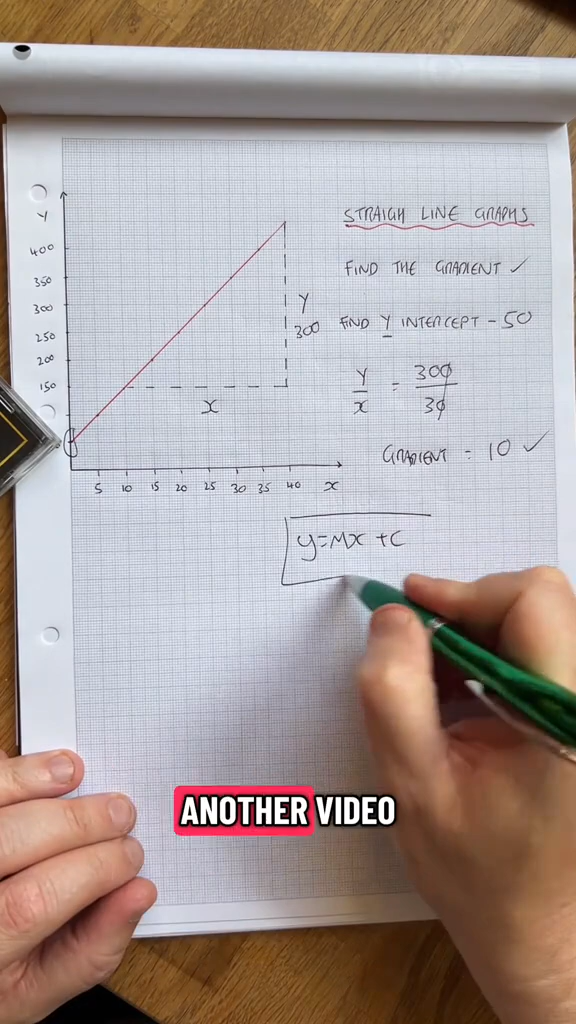 STRAIGH LINE GRAPHS
Y
400
350
300
250
200
150
FIND THE GRADIENT ✓
Y
300
FIND Y INTERCEPT - 50
Y
x
=
300
30
x
GRADIENT = 10 ✓
5 10 15 20 25 30 35 40 x
y=Mx +C
ANOTHER VIDEO